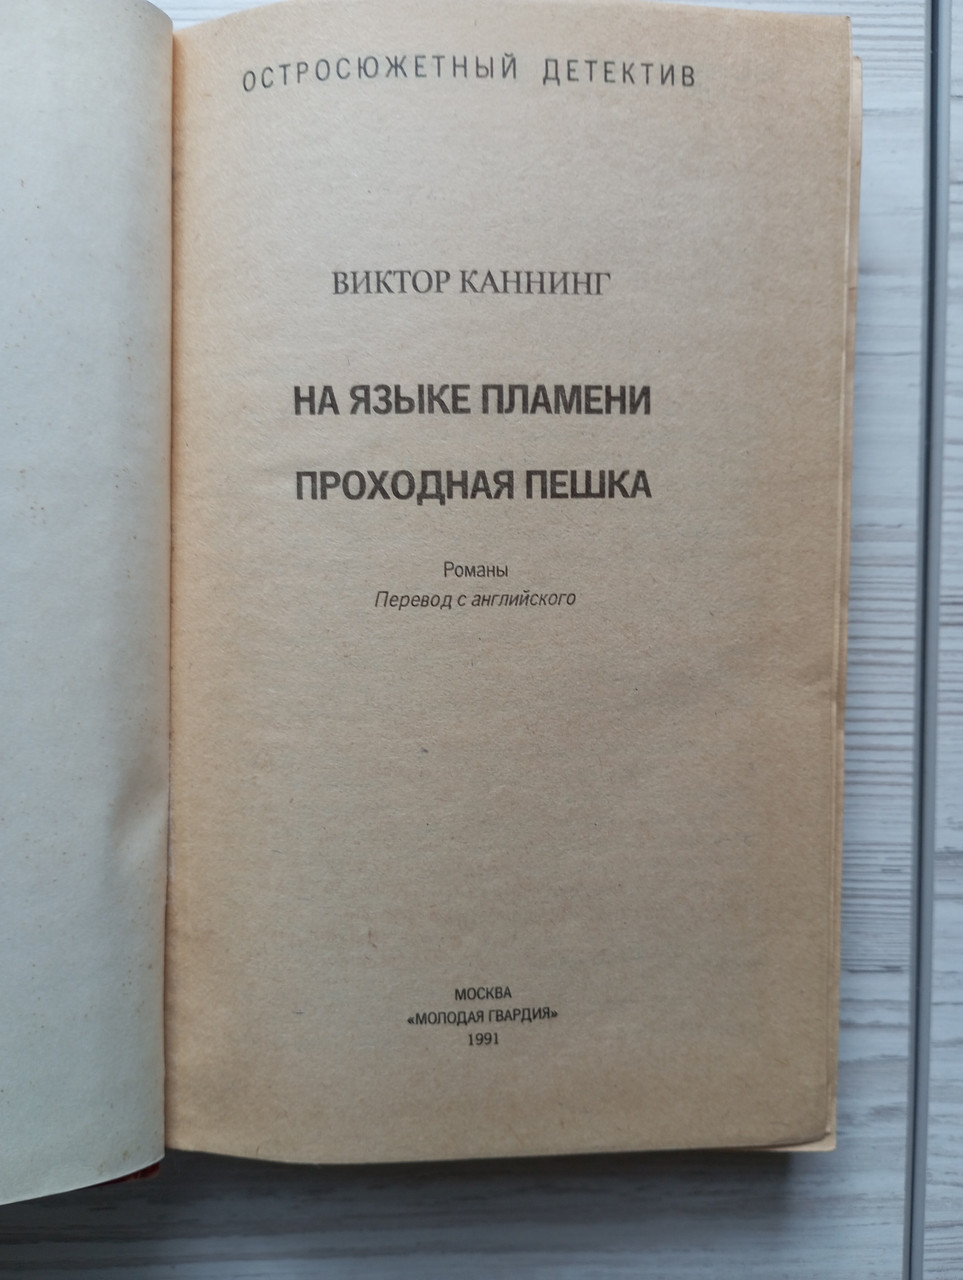 ОСТРОСЮЖЕТНЫЙ ДЕТЕКТИВ
ВИКТОР КАННИНГ
НА ЯЗЫКЕ ПЛАМЕНИ
ПРОХОДНАЯ ПЕШКА
Романы
Перевод с английского
МОСКВА
«МОЛОДАЯ ГВАРДИЯ»
1991